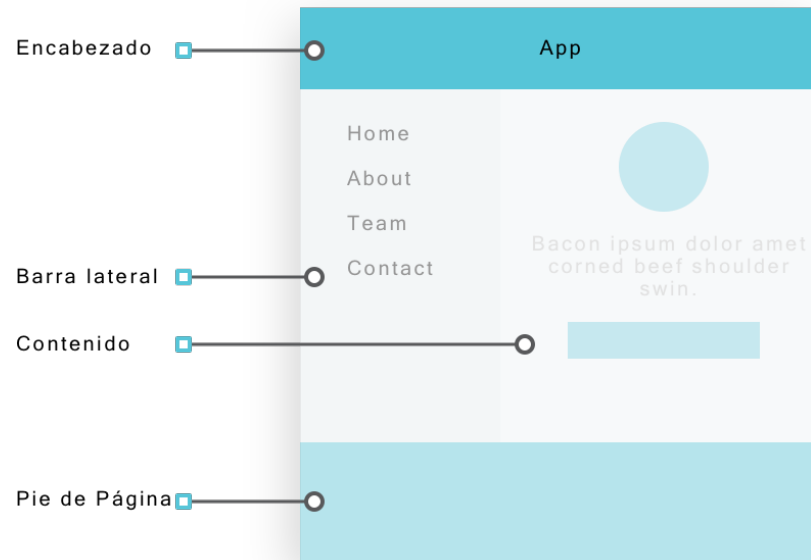 Encabezado
App
Home
About
Team
Contact
Barra lateral
Contenido
Bacon ipsum dolor amet
corned beef shoulder
swin.
Pie de Página